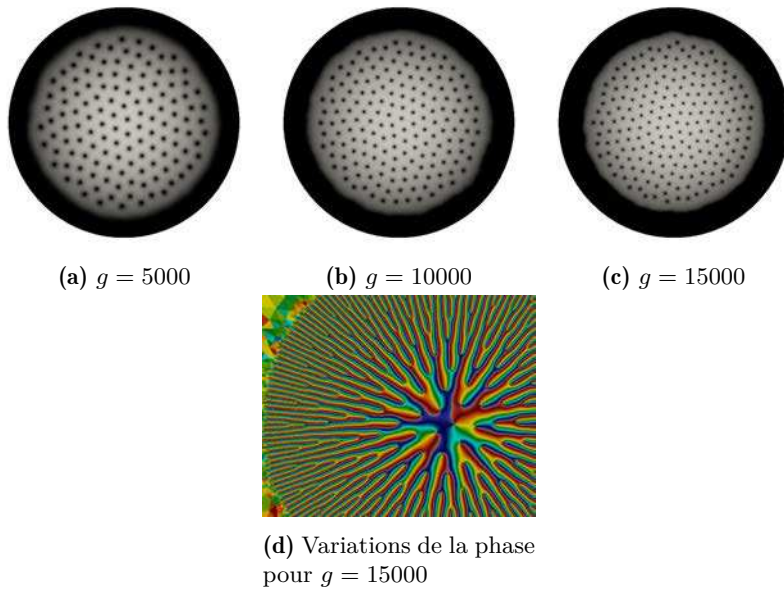 (a) g = 5000
(b) g = 10000
(c) g = 15000
(d) Variations de la phase
pour g = 15000